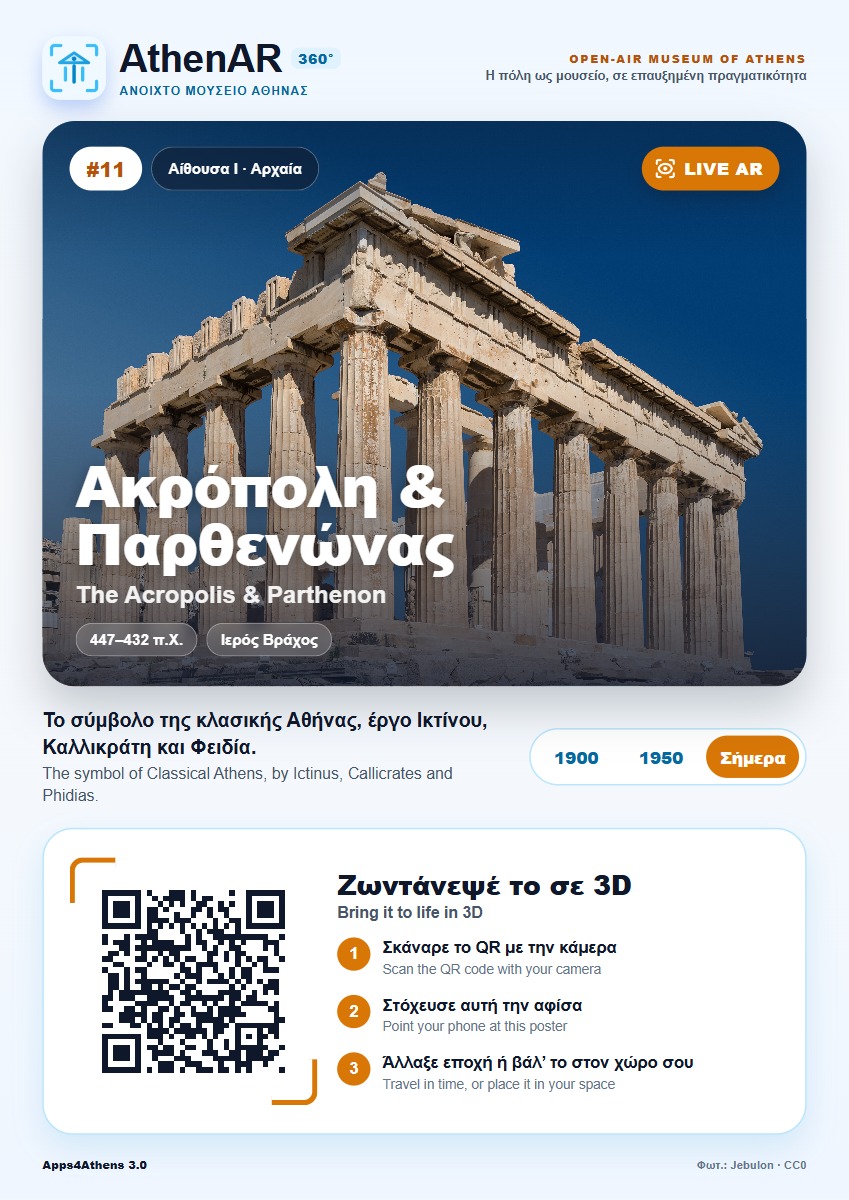 AthenAR 360°
ΑΝΟΙΧΤΟ ΜΟΥΣΕΙΟ ΑΘΗΝΑΣ
OPEN-AIR MUSEUM OF ATHENS
Η πόλη ως μουσείο, σε επαυξημένη πραγματικότητα
#11
Αίθουσα Ι · Αρχαία
LIVE AR
Ακρόπολη &
Παρθενώνας
The Acropolis & Parthenon
447–432 π.Χ.
Ιερός Βράχος
Το σύμβολο της κλασικής Αθήνας, έργο Ικτίνου,
Καλλικράτη και Φειδία.
The symbol of Classical Athens, by Ictinus, Callicrates and
Phidias.
1900 1950 Σήμερα
Ζωντάνεψέ το σε 3D
Bring it to life in 3D
1 Σκάναρε το QR με την κάμερα
Scan the QR code with your camera
2 Στόχευσε αυτή την αφίσα
Point your phone at this poster
3 Άλλαξε εποχή ή βάλ’ το στον χώρο σου
Travel in time, or place it in your space
Apps4Athens 3.0
Φωτ.: Jebulon · CC0